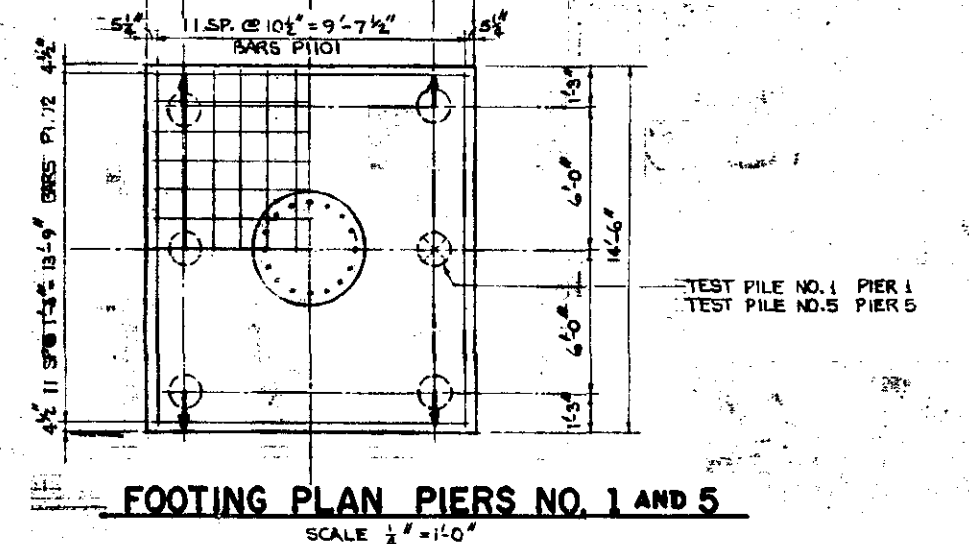 5¼" 11 SP. @ 10½" = 9'-7½" 5¼"
BARS P1101
4½"
11 SP@ 1'-3" = 13'-9" BARS P1172
4½"
1'-3"
6'-0"
14'-6"
6'-0"
1'-3"
TEST PILE NO.1 PIER 1
TEST PILE NO.5 PIER 5
FOOTING PLAN PIERS NO. 1 AND 5
SCALE ¼" = 1'-0"